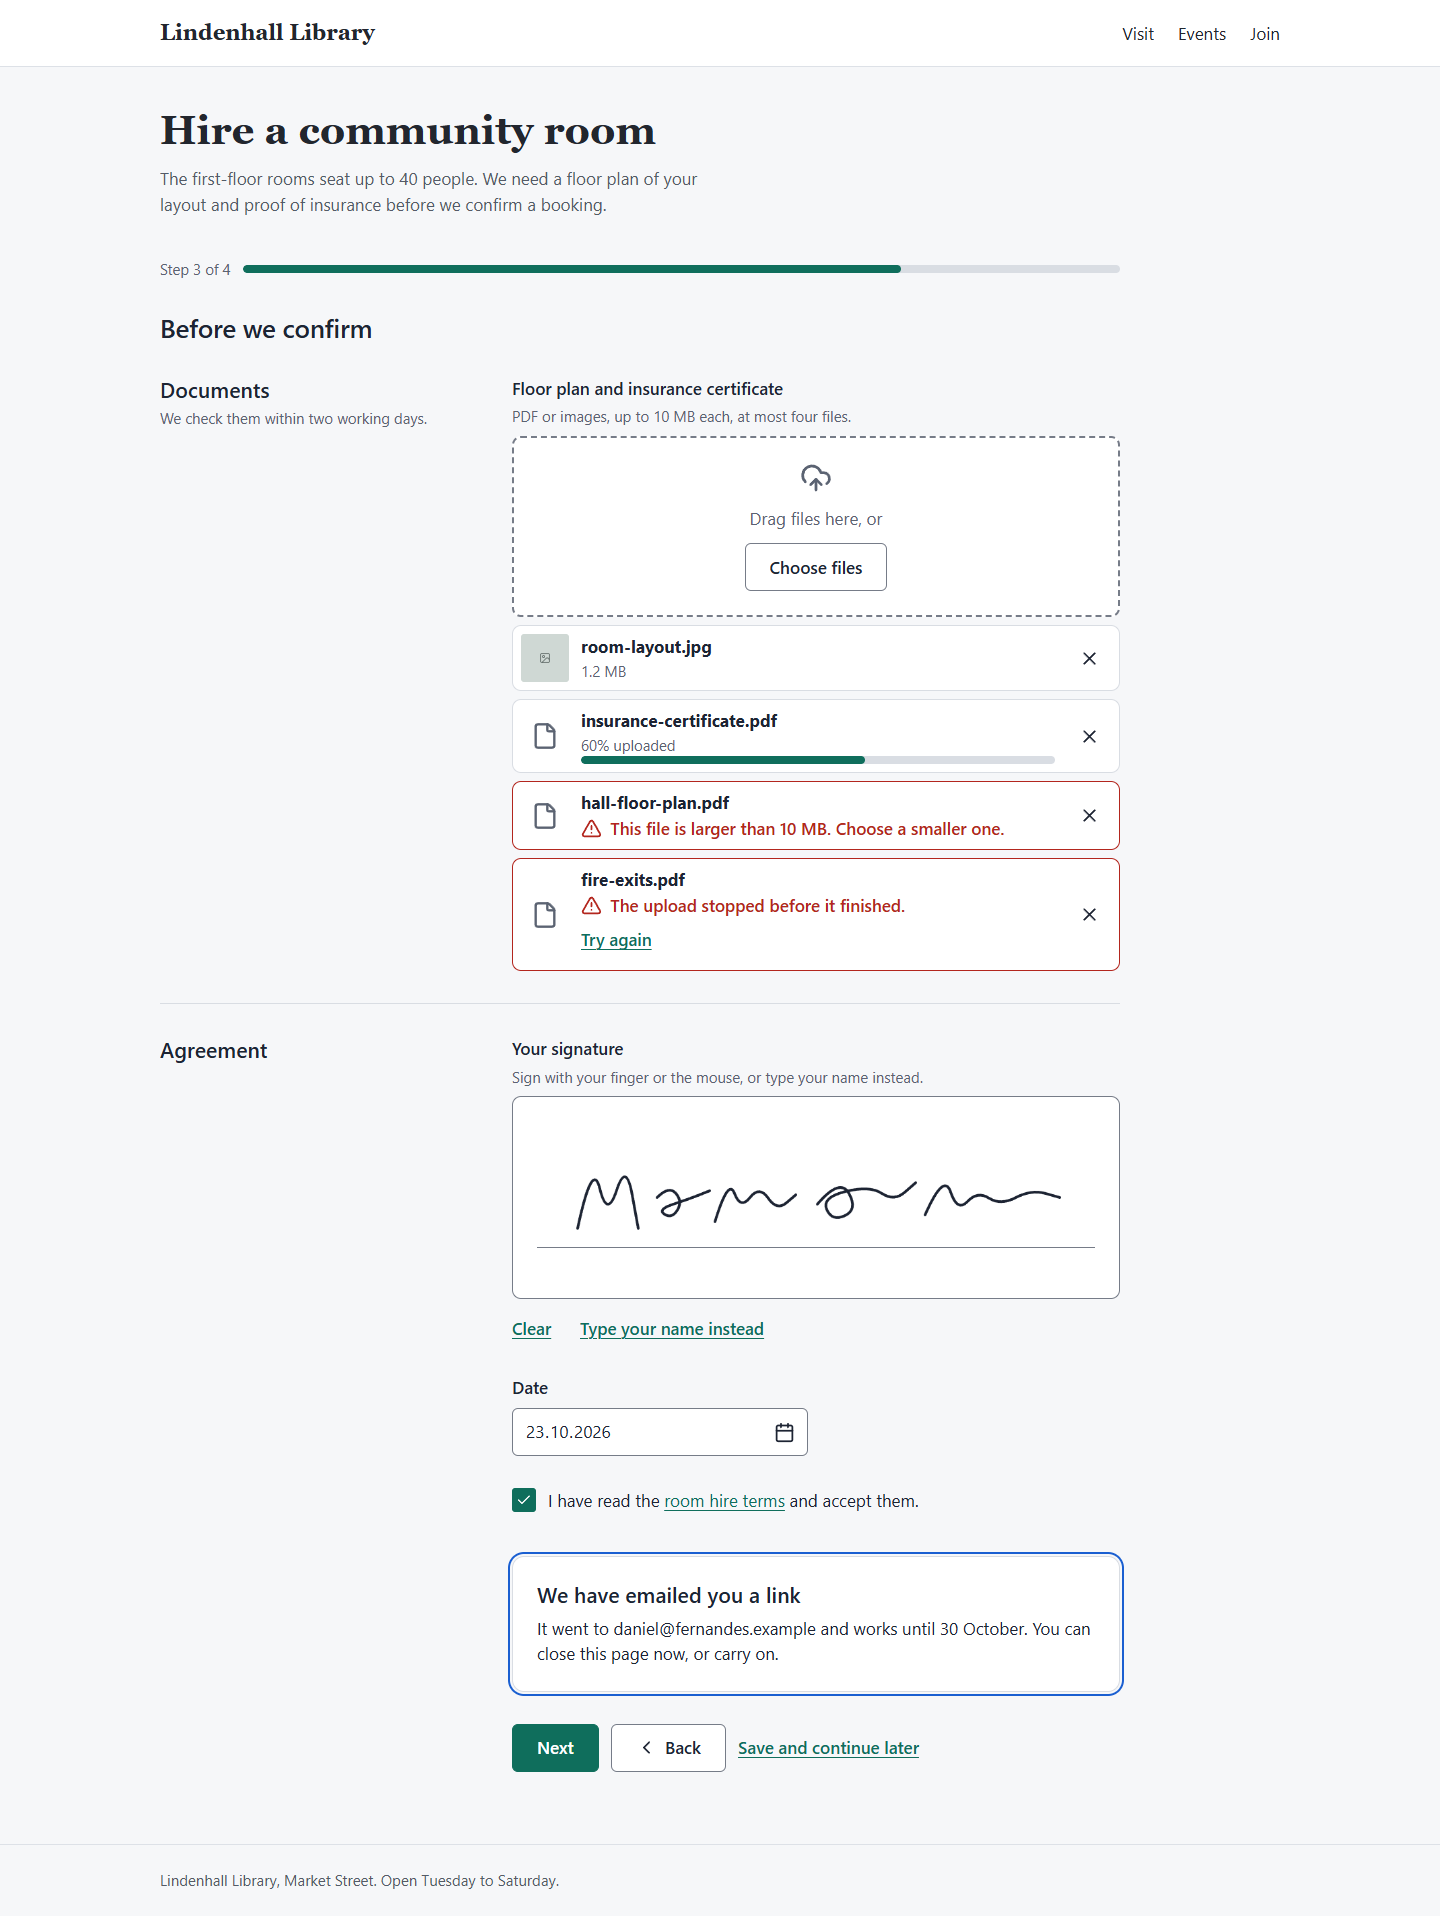 Lindenhall Library
Visit
Events
Join
Hire a community room
The first-floor rooms seat up to 40 people. We need a floor plan of your
layout and proof of insurance before we confirm a booking.
Step 3 of 4
Before we confirm
Documents
We check them within two working days.
Floor plan and insurance certificate
PDF or images, up to 10 MB each, at most four files.
Drag files here, or
Choose files
room-layout.jpg
1.2 MB
insurance-certificate.pdf
60% uploaded
hall-floor-plan.pdf
This file is larger than 10 MB. Choose a smaller one.
fire-exits.pdf
The upload stopped before it finished.
Try again
Agreement
Your signature
Sign with your finger or the mouse, or type your name instead.
Clear
Type your name instead
Date
23.10.2026
I have read the room hire terms and accept them.
We have emailed you a link
It went to daniel@fernandes.example and works until 30 October. You can
close this page now, or carry on.
Next
Back
Save and continue later
Lindenhall Library, Market Street. Open Tuesday to Saturday.